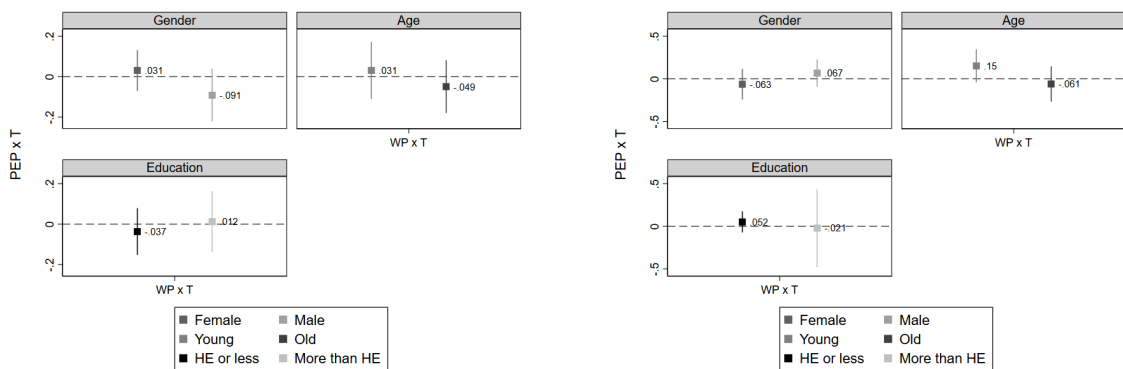 Gender
Age
PEP x T
.2
0
-.2
.031
-.091
.031
-.049
WP x T
Education
.2
0
-.2
-.037
.012
WP x T
Female
Male
Young
Old
HE or less
More than HE
Gender
Age
PEP x T
.5
0
-.5
-.063
.067
.15
-.061
WP x T
Education
.5
0
-.5
.052
-.021
WP x T
Female
Male
Young
Old
HE or less
More than HE